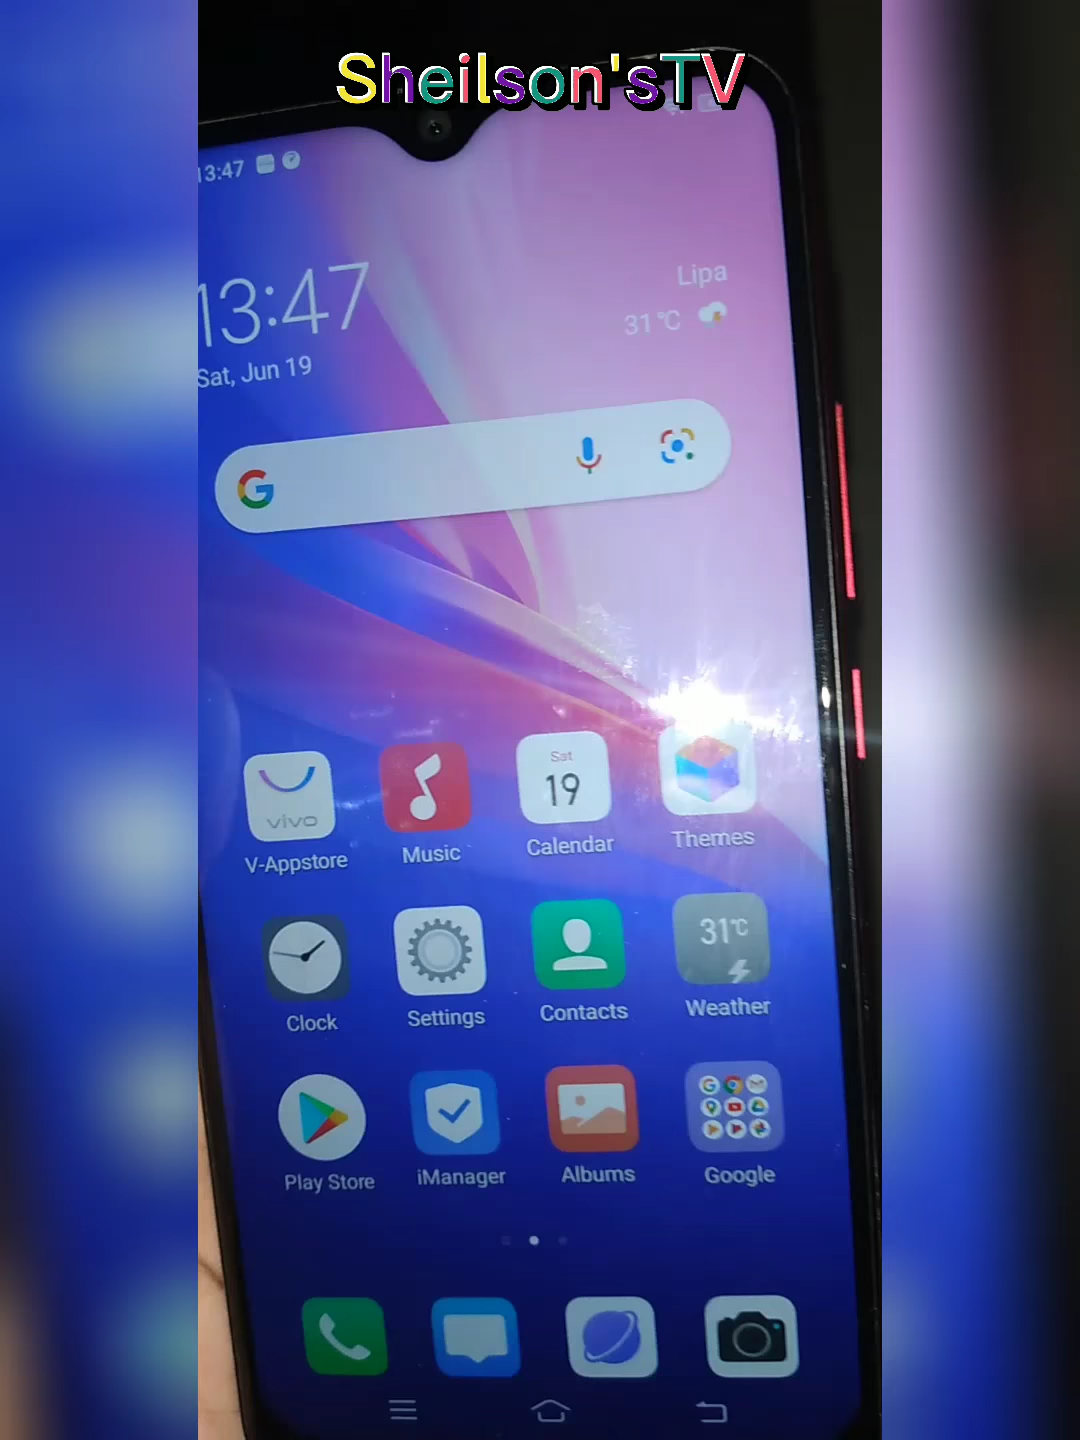 Sheilson'sTV
13:47
13:47
Sat, Jun 19
Lipa
31°C
G
vivo
Sat
19
31°C
V-Appstore
Music
Calendar
Themes
Clock
Settings
Contacts
Weather
Play Store
iManager
Albums
Google